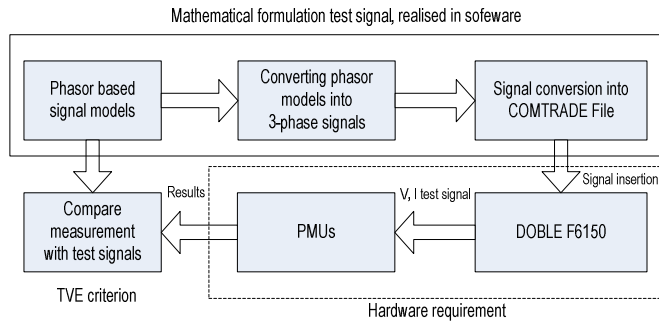 Mathematical formulation test signal, realised in sofeware
Phasor based
signal models
Converting phasor
models into
3-phase signals
Signal conversion into
COMTRADE File
Signal insertion
Results
V, I test signal
Compare
measurement
with test signals
PMUs
DOBLE F6150
TVE criterion
Hardware requirement